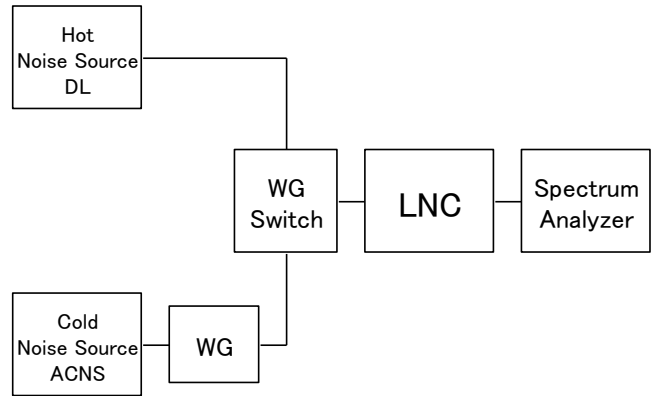 Hot
Noise Source
DL
WG
Switch
LNC
Spectrum
Analyzer
Cold
Noise Source
ACNS
WG